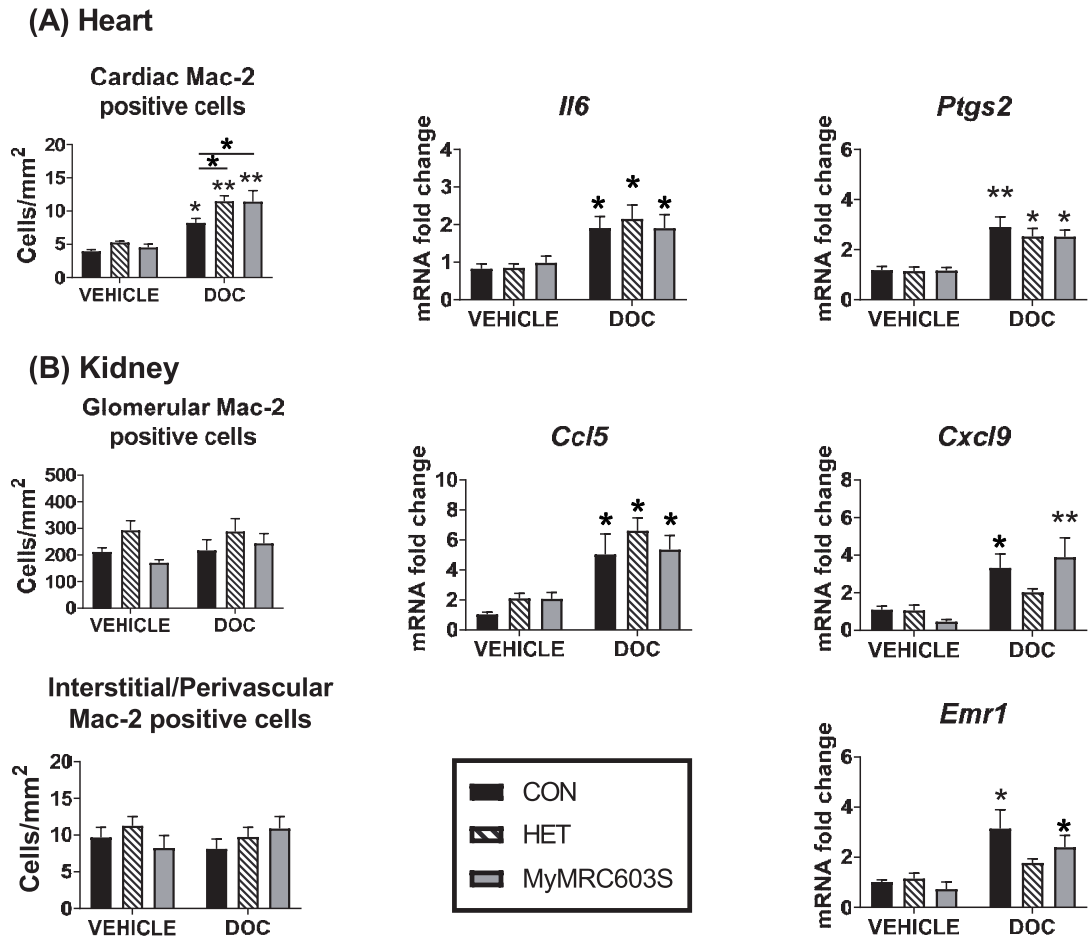 (A) Heart
Cardiac Mac-2
positive cells
Cells/mm2
20
15
10
5
0
*
**
**
*
*
VEHICLE DOC
Il6
mRNA fold change
4
3
2
1
0
*
*
*
VEHICLE DOC
Ptgs2
mRNA fold change
6
4
2
0
**
*
*
VEHICLE DOC
(B) Kidney
Glomerular Mac-2
positive cells
Cells/mm2
500
400
300
200
100
0
VEHICLE DOC
Ccl5
mRNA fold change
10
8
6
4
2
0
*
*
*
VEHICLE DOC
Cxcl9
mRNA fold change
8
6
4
2
0
*
**
VEHICLE DOC
Interstitial/Perivascular
Mac-2 positive cells
Cells/mm2
20
15
10
5
0
VEHICLE DOC
CON
HET
MyMRC603S
Emr1
mRNA fold change
6
4
2
0
*
*
VEHICLE DOC